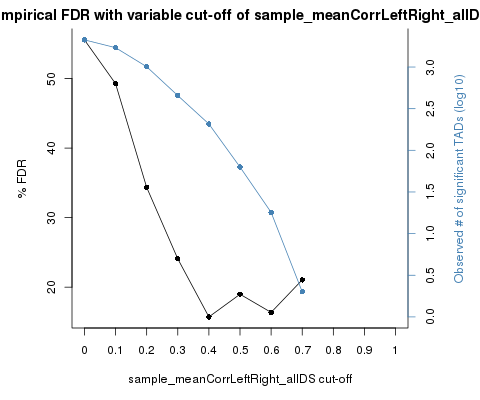 mpirical FDR with variable cut-off of sample_meanCorrLeftRight_allD
% FDR
50
40
30
20
3.0
2.5
2.0
1.5
1.0
0.5
0.0
Observed # of significant TADs (log10)
0 0.1 0.2 0.3 0.4 0.5 0.6 0.7 0.8 0.9 1
sample_meanCorrLeftRight_allDS cut-off